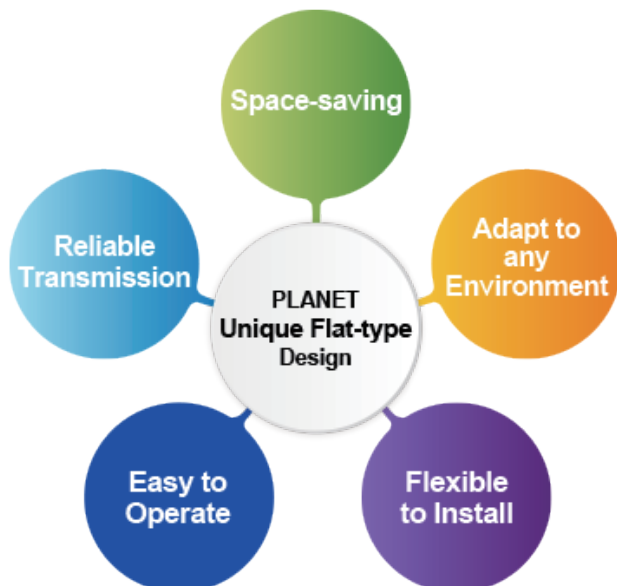 Space-saving
Reliable
Transmission
Adapt to
any
Environment
PLANET
Unique Flat-type
Design
Easy to
Operate
Flexible
to Install